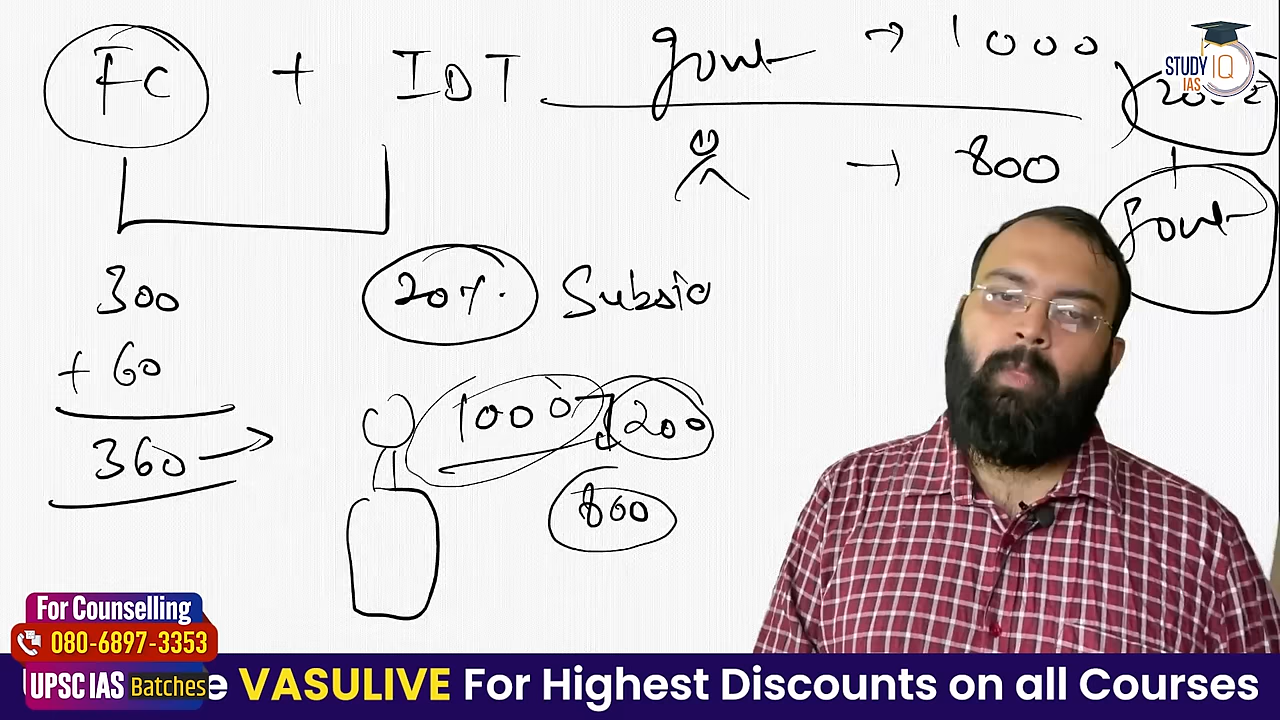 FC + IDT
govt → 1000
→ 800
govt
300
+ 60
360 →
20%. Subsid
1000
200
800
STUDY IQ
IAS
For Counselling
080-6897-3353
UPSC IAS Batches
e VASULIVE For Highest Discounts on all Courses